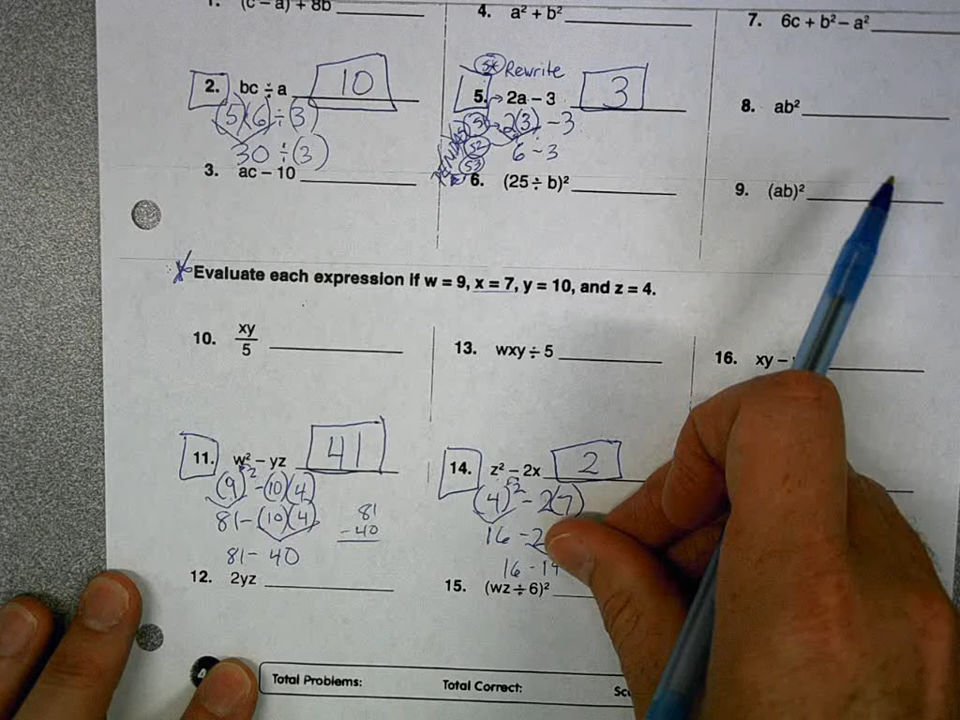 (c − a) + 8b
4. a² + b²
7. 6c + b² − a²
2. bc ÷ a 10
(5)(6) ÷ (3)
30 ÷ (3)
3. ac − 10
Rewrite
5. → 2a − 3 3
2(3) − 3
6 − 3
6. (25 ÷ b)²
8. ab²
9. (ab)²
Evaluate each expression if w = 9, x = 7, y = 10, and z = 4.
10. xy
5
13. wxy ÷ 5
16. xy −
11. w² − yz 41
(9)² − (10)(4)
81 − (10)(4)
81 − 40
81
− 40
14. z² − 2x 2
(4)² − 2(7)
16 − 2
16 − 14
12. 2yz
15. (wz ÷ 6)²
Total Problems:
Total Correct: